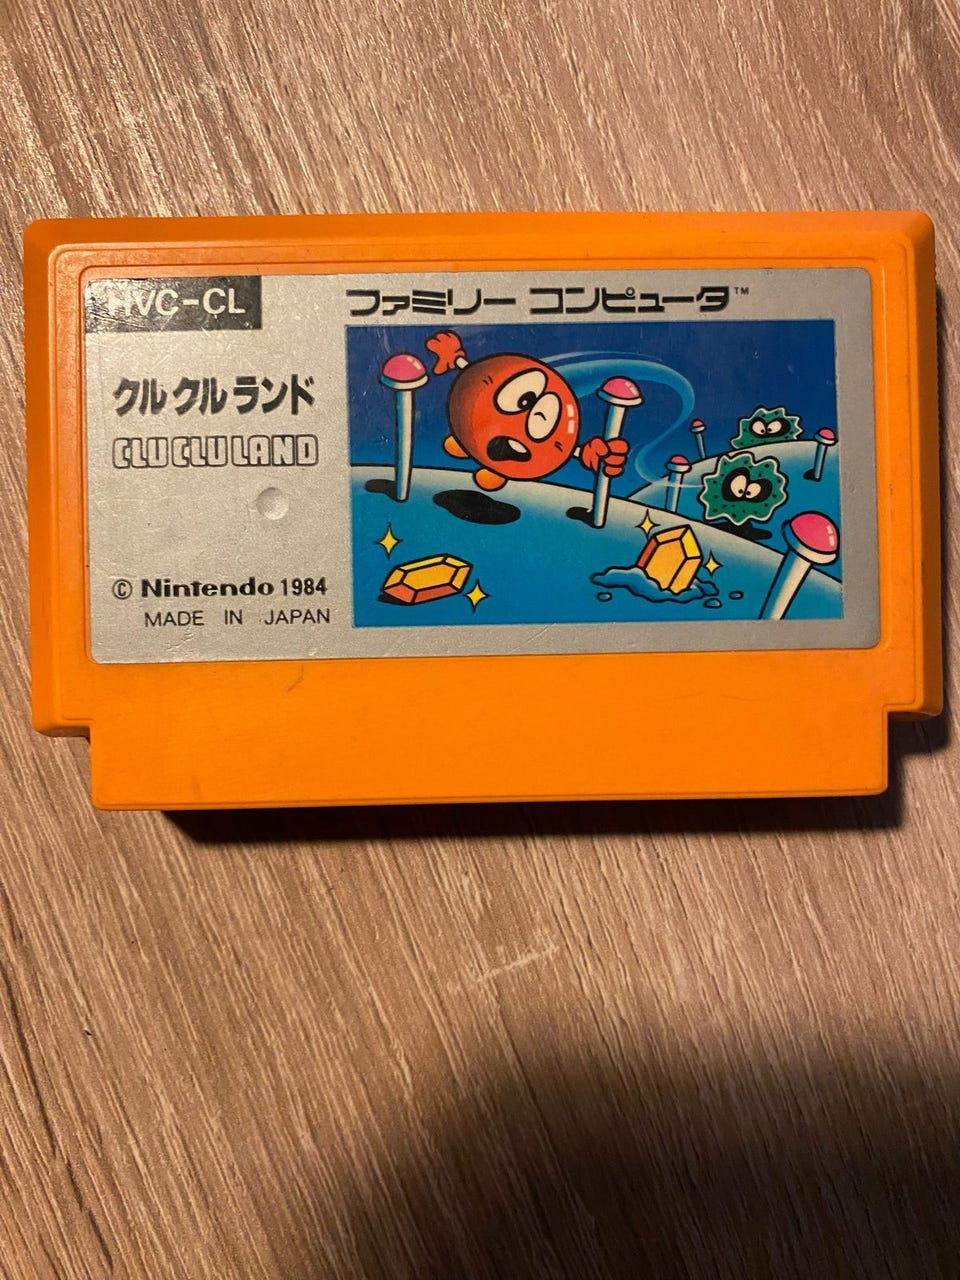 HVC-CL
ファミリー コンピュータ™
クルクルランド
CLU CLU LAND
© Nintendo 1984
MADE IN JAPAN